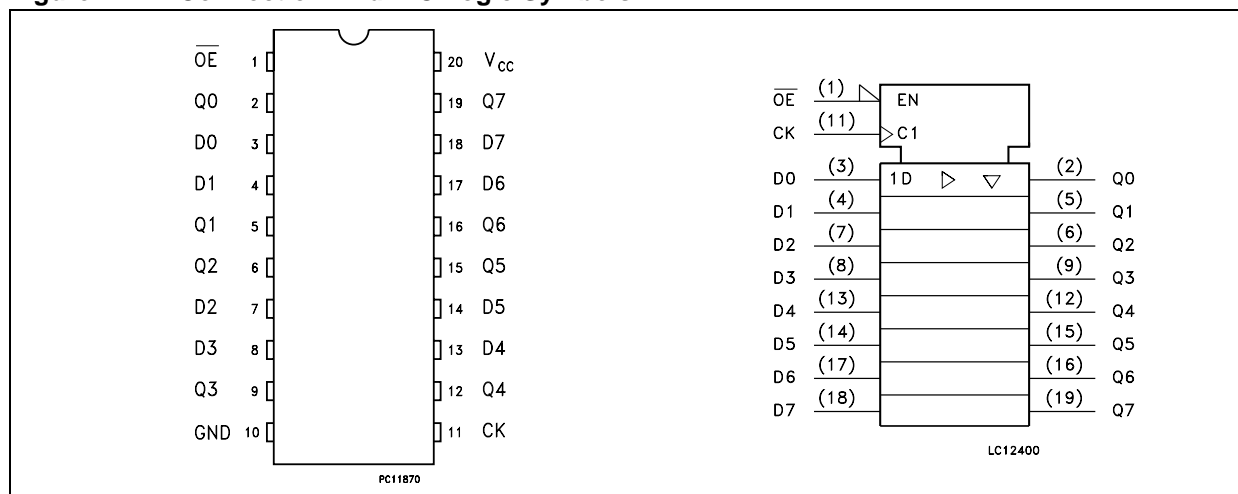 O̅E̅ 1 20 VCC
Q0 2 19 Q7
D0 3 18 D7
D1 4 17 D6
Q1 5 16 Q6
Q2 6 15 Q5
D2 7 14 D5
D3 8 13 D4
Q3 9 12 Q4
GND 10 11 CK
PC11870
O̅E̅ (1) EN
CK (11) C1
D0 (3) 1D (2) Q0
D1 (4) (5) Q1
D2 (7) (6) Q2
D3 (8) (9) Q3
D4 (13) (12) Q4
D5 (14) (15) Q5
D6 (17) (16) Q6
D7 (18) (19) Q7
LC12400